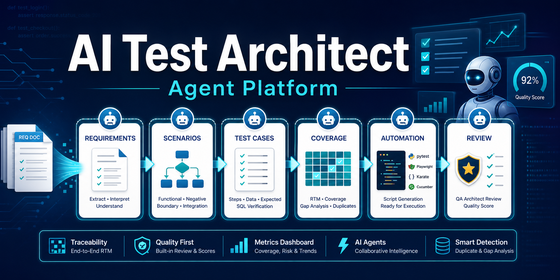 AI Test Architect
Agent Platform
92%
Quality Score
REQ DOC
REQUIREMENTS
Extract • Interpret
Understand
SCENARIOS
Functional • Negative
Boundary • Integration
TEST CASES
Steps • Data • Expected
SQL Verification
COVERAGE
RTM • Coverage
Gap Analysis • Duplicates
AUTOMATION
pytest
Playwright
Karate
Cucumber
Script Generation
Ready for Execution
REVIEW
QA Architect Review
Quality Score
Traceability
End-to-End RTM
Quality First
Built-in Review & Scores
Metrics Dashboard
Coverage, Risk & Trends
AI Agents
Collaborative Intelligence
Smart Detection
Duplicate & Gap Analysis